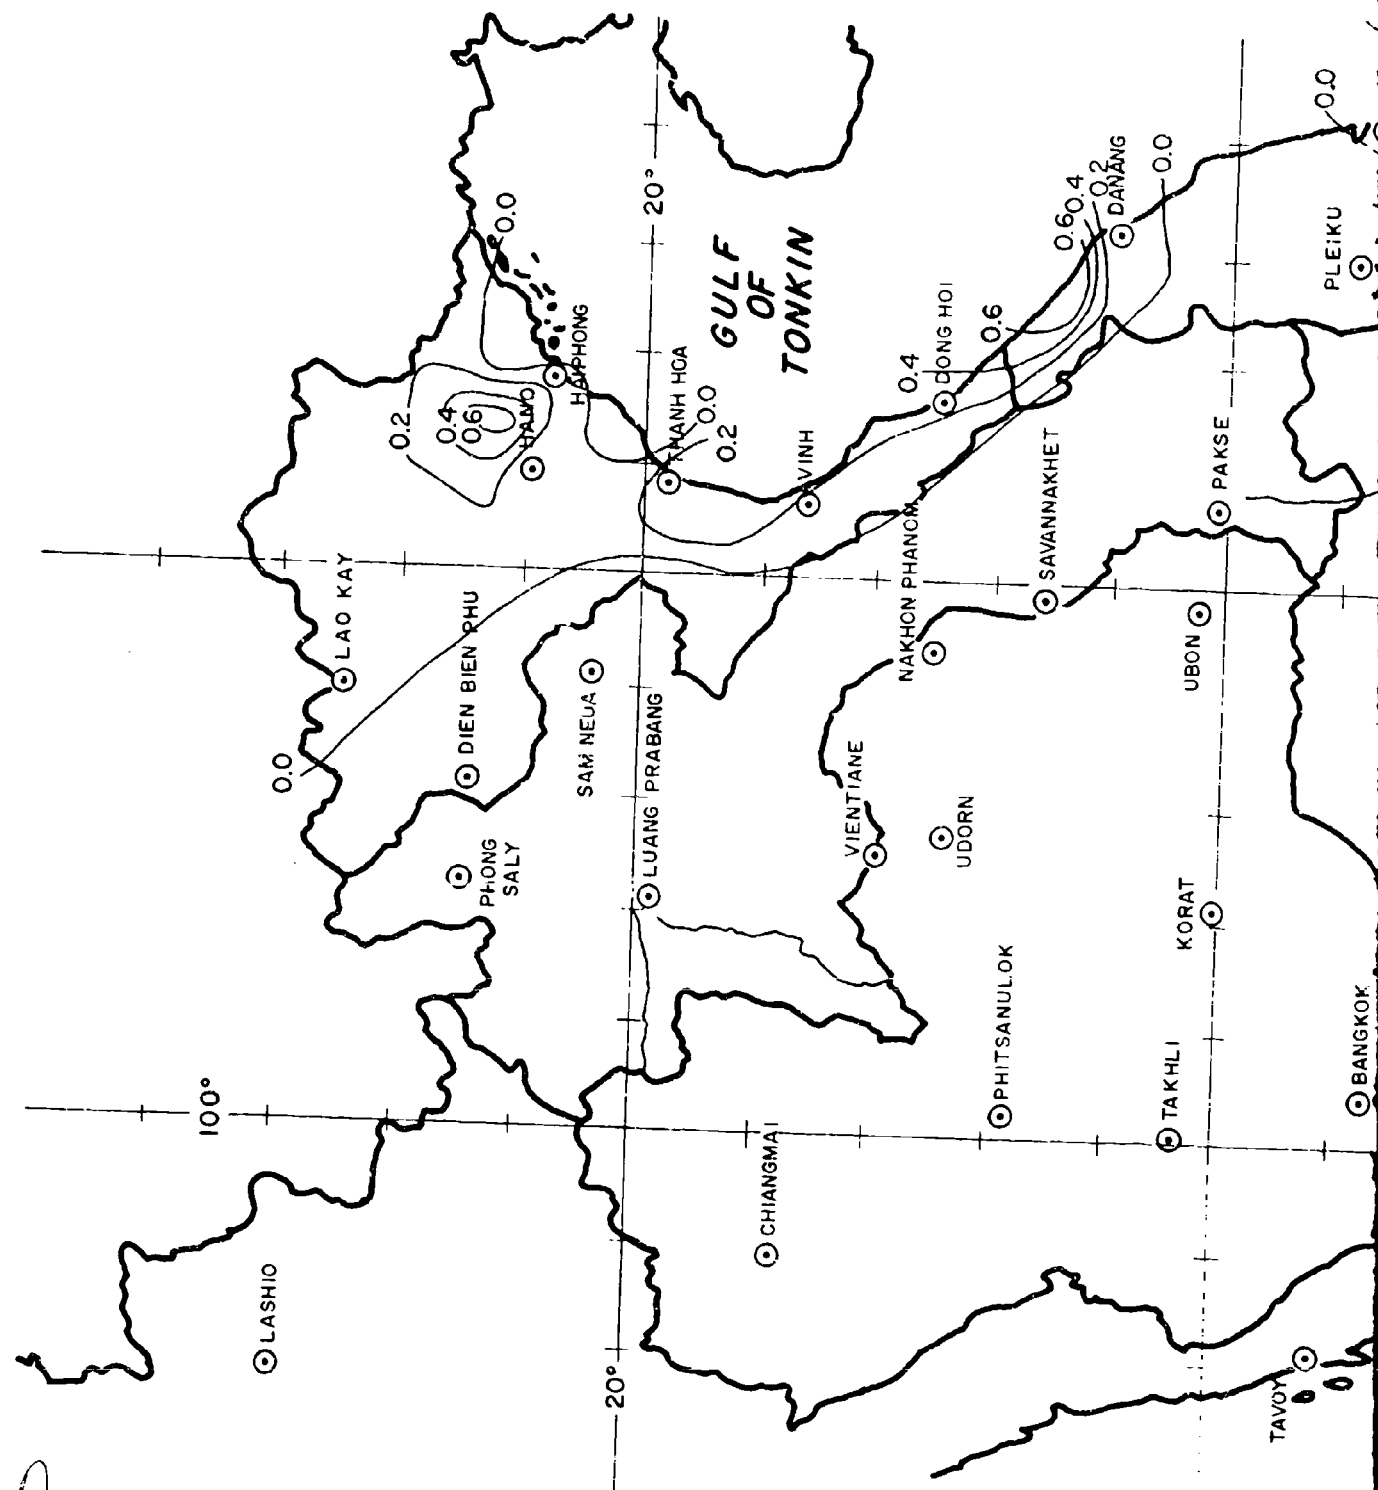 0.0
0.2
0.4
0.6
HANO
HAIPHONG
0.0
20°
GULF
OF
TONKIN
LAO KAY
DIEN BIEN PHU
0.0
SAM NEUA
LUANG PRABANG
PHONG
SALY
THANH HOA
0.0
0.2
VINH
0.4
DONG HOI
0.6
0.6
0.4
0.2
DANANG
0.0
0.0
PLEIKU
NAKHON PHANOM
SAVANNAKHET
PAKSE
UBON
VIENTIANE
UDORN
KORAT
PHITSANULOK
TAKHLI
BANGKOK
100°
CHIANGMAI
LASHIO
20°
TAVOY